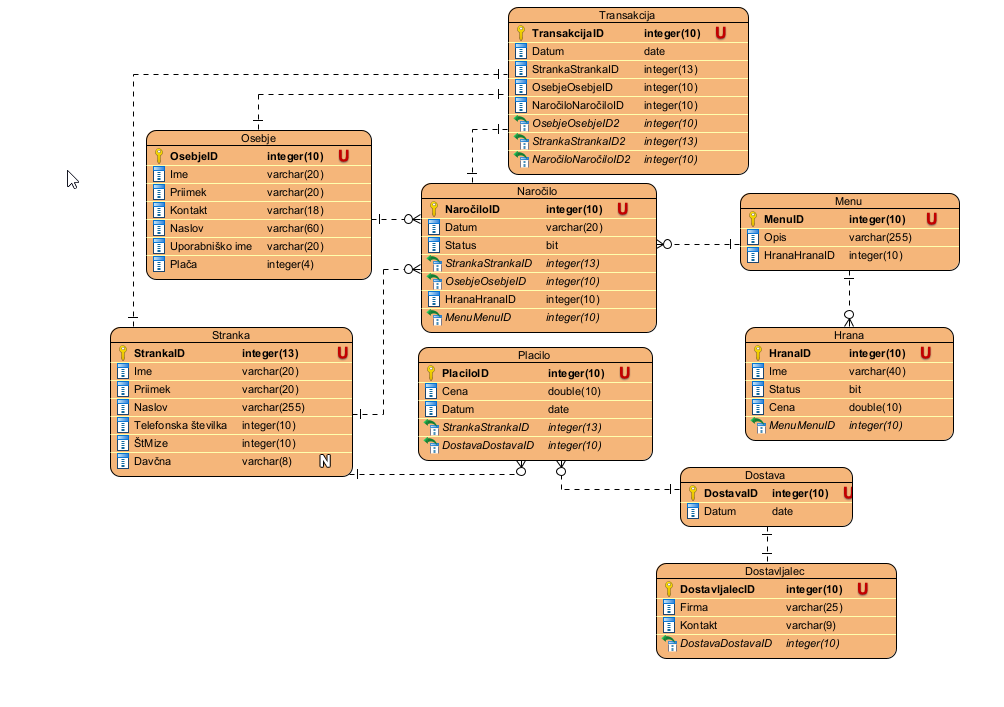 Transakcija
TransakcijaID integer(10) U
Datum date
StrankaStrankaID integer(13)
OsebjeOsebjeID integer(10)
NaročiloNaročiloID integer(10)
OsebjeOsebjeID2 integer(10)
StrankaStrankaID2 integer(13)
NaročiloNaročiloID2 integer(10)
Osebje
OsebjeID integer(10) U
Ime varchar(20)
Priimek varchar(20)
Kontakt varchar(18)
Naslov varchar(60)
Uporabniško ime varchar(20)
Plača integer(4)
Naročilo
NaročiloID integer(10) U
Datum varchar(20)
Status bit
StrankaStrankaID integer(13)
OsebjeOsebjeID integer(10)
HranaHranaID integer(10)
MenuMenuID integer(10)
Menu
MenuID integer(10) U
Opis varchar(255)
HranaHranaID integer(10)
Stranka
StrankaID integer(13) U
Ime varchar(20)
Priimek varchar(20)
Naslov varchar(255)
Telefonska številka integer(10)
ŠtMize integer(10)
Davčna varchar(8) N
Placilo
PlaciloID integer(10) U
Cena double(10)
Datum date
StrankaStrankaID integer(13)
DostavaDostavaID integer(10)
Hrana
HranaID integer(10) U
Ime varchar(40)
Status bit
Cena double(10)
MenuMenuID integer(10)
Dostava
DostavaID integer(10) U
Datum date
Dostavljalec
DostavljalecID integer(10) U
Firma varchar(25)
Kontakt varchar(9)
DostavaDostavaID integer(10)